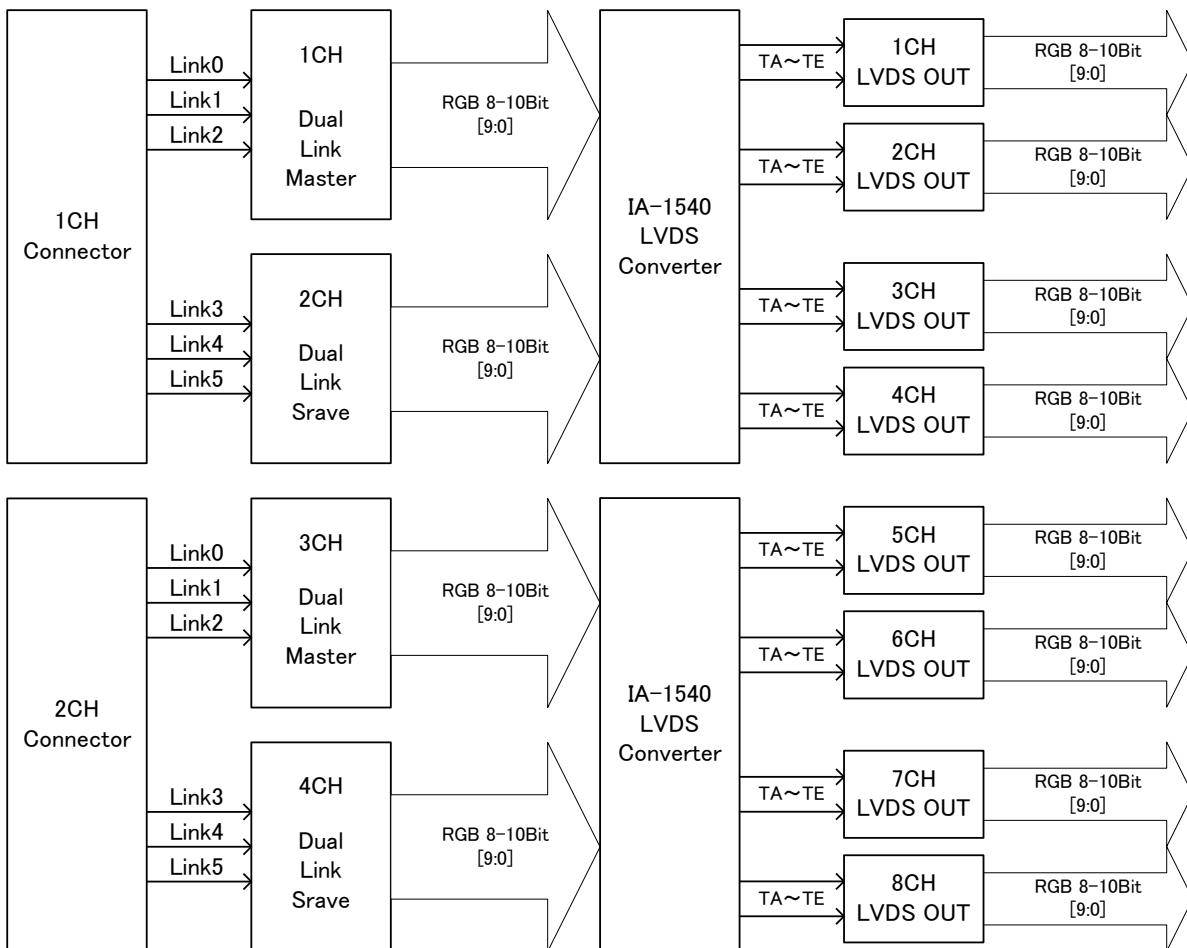 1CH
Connector
Link0
Link1
Link2
Link3
Link4
Link5
1CH
Dual
Link
Master
2CH
Dual
Link
Srave
RGB 8-10Bit
[9:0]
RGB 8-10Bit
[9:0]
IA-1540
LVDS
Converter
TA～TE
TA～TE
TA～TE
TA～TE
1CH
LVDS OUT
2CH
LVDS OUT
3CH
LVDS OUT
4CH
LVDS OUT
RGB 8-10Bit
[9:0]
RGB 8-10Bit
[9:0]
RGB 8-10Bit
[9:0]
RGB 8-10Bit
[9:0]
2CH
Connector
Link0
Link1
Link2
Link3
Link4
Link5
3CH
Dual
Link
Master
4CH
Dual
Link
Srave
RGB 8-10Bit
[9:0]
RGB 8-10Bit
[9:0]
IA-1540
LVDS
Converter
TA～TE
TA～TE
TA～TE
TA～TE
5CH
LVDS OUT
6CH
LVDS OUT
7CH
LVDS OUT
8CH
LVDS OUT
RGB 8-10Bit
[9:0]
RGB 8-10Bit
[9:0]
RGB 8-10Bit
[9:0]
RGB 8-10Bit
[9:0]